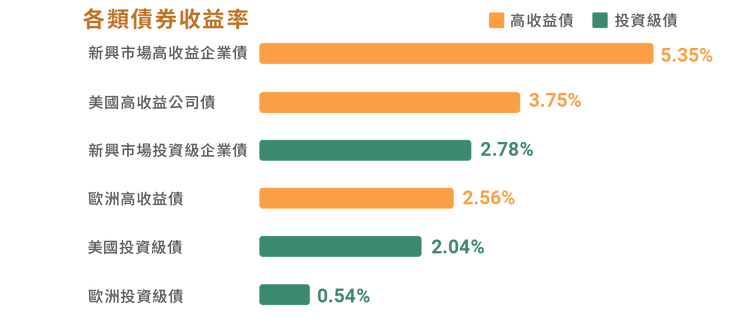 各類債券收益率
高收益債 投資級債
新興市場高收益企業債 5.35%
美國高收益公司債 3.75%
新興市場投資級企業債 2.78%
歐洲高收益債 2.56%
美國投資級債 2.04%
歐洲投資級債 0.54%